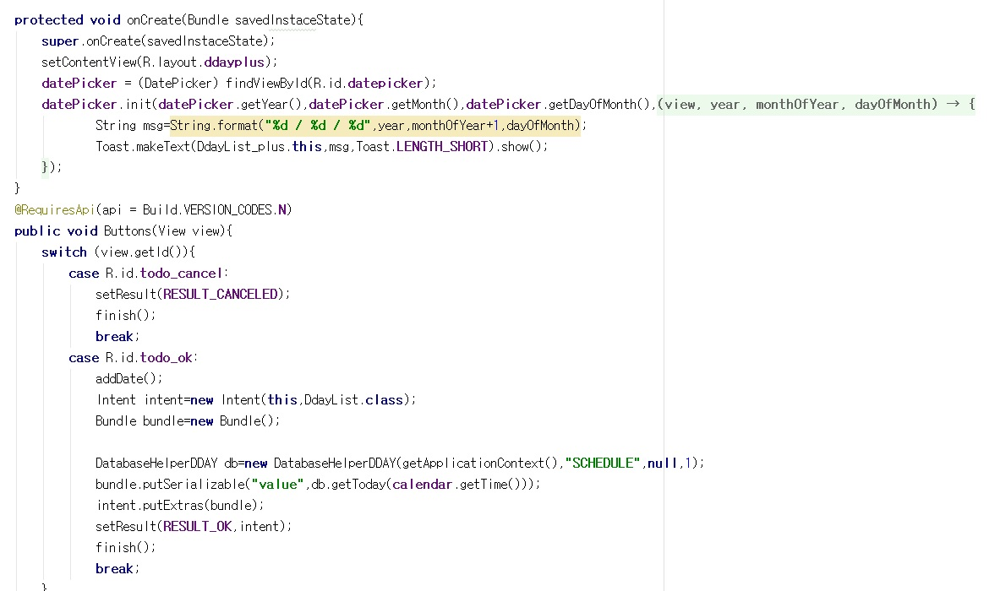 protected void onCreate(Bundle savedInstaceState){
super.onCreate(savedInstaceState);
setContentView(R.layout.ddayplus);
datePicker = (DatePicker) findViewById(R.id.datepicker);
datePicker.init(datePicker.getYear(),datePicker.getMonth(),datePicker.getDayOfMonth(),(view, year, monthOfYear, dayOfMonth) → {
String msg=String.format("%d / %d / %d",year,monthOfYear+1,dayOfMonth);
Toast.makeText(DdayList_plus.this,msg,Toast.LENGTH_SHORT).show();
});
}
@RequiresApi(api = Build.VERSION_CODES.N)
public void Buttons(View view){
switch (view.getId()){
case R.id.todo_cancel:
setResult(RESULT_CANCELED);
finish();
break;
case R.id.todo_ok:
addDate();
Intent intent=new Intent(this,DdayList.class);
Bundle bundle=new Bundle();
DatabaseHelperDDAY db=new DatabaseHelperDDAY(getApplicationContext(),"SCHEDULE",null,1);
bundle.putSerializable("value",db.getToday(calendar.getTime()));
intent.putExtras(bundle);
setResult(RESULT_OK,intent);
finish();
break;
}